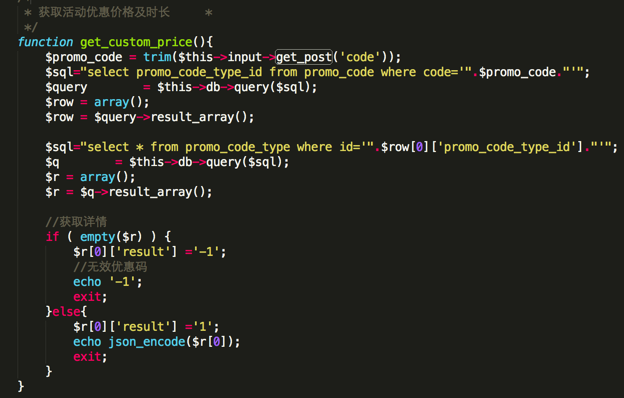 * 获取活动优惠价格及时长 *
*/
function get_custom_price(){
$promo_code = trim($this->input->get_post('code'));
$sql="select promo_code_type_id from promo_code where code='".$promo_code."'";
$query = $this->db->query($sql);
$row = array();
$row = $query->result_array();
$sql="select * from promo_code_type where id='".$row[0]['promo_code_type_id']."'";
$q = $this->db->query($sql);
$r = array();
$r = $q->result_array();
//获取详情
if ( empty($r) ) {
$r[0]['result'] ='-1';
//无效优惠码
echo '-1';
exit;
}else{
$r[0]['result'] ='1';
echo json_encode($r[0]);
exit;
}
}